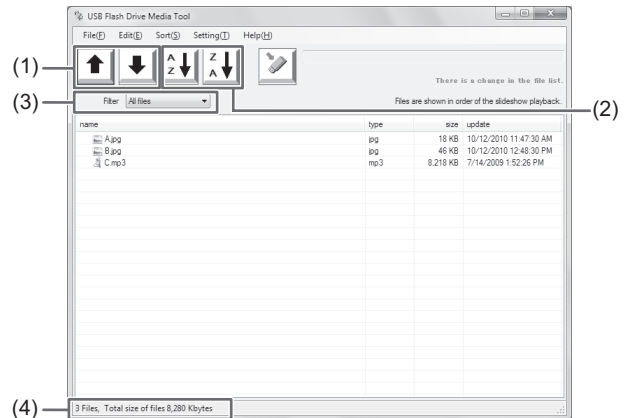 USB Flash Drive Media Tool
File(F) Edit(E) Sort(S) Setting(T) Help(H)
(1)
A Z Z A
There is a change in the file list.
(3)
Filter All files
Files are shown in order of the slideshow playback.
(2)
name type size update
A.jpg jpg 18 KB 10/12/2010 11:47:30 AM
B.jpg jpg 46 KB 10/12/2010 12:48:30 PM
C.mp3 mp3 8,218 KB 7/14/2009 1:52:26 PM
(4)
3 Files, Total size of files 8,280 Kbytes